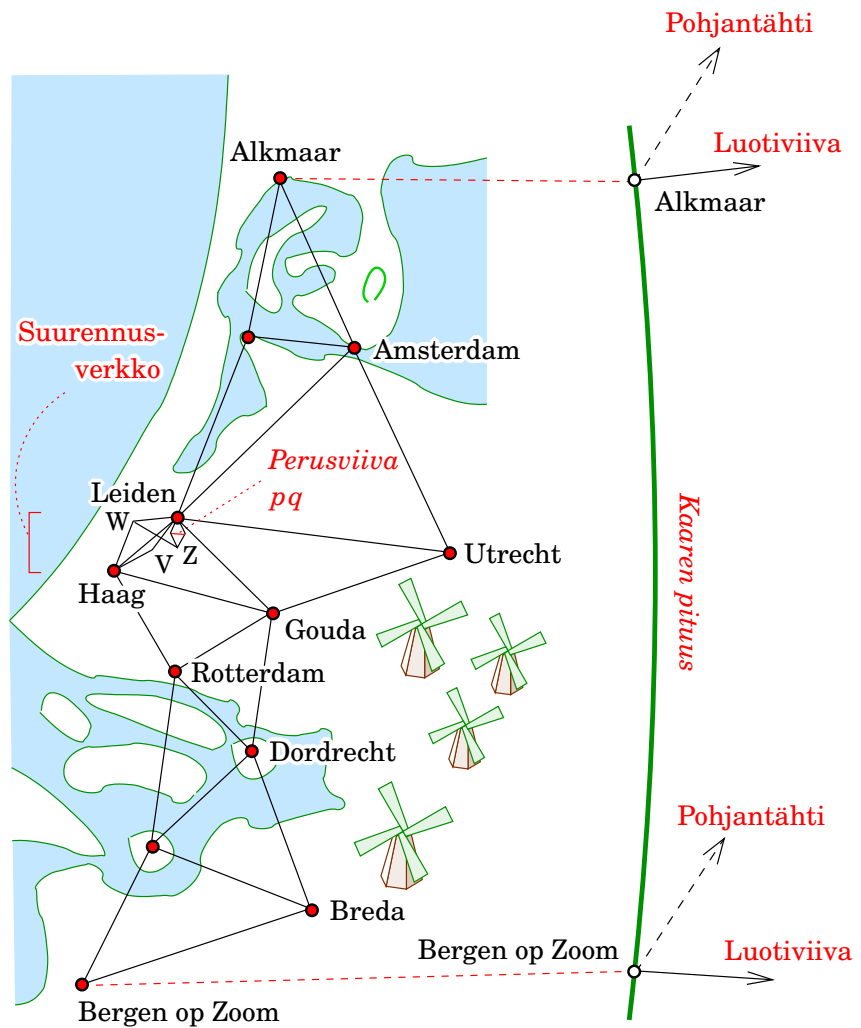 Pohjantähti
Luotiviiva
Alkmaar
Alkmaar
Suurennus-
verkko
Amsterdam
Perusviiva
pq
Leiden
W
V
Z
Utrecht
Haag
Gouda
Kaaren pituus
Rotterdam
Dordrecht
Pohjantähti
Breda
Bergen op Zoom
Luotiviiva
Bergen op Zoom